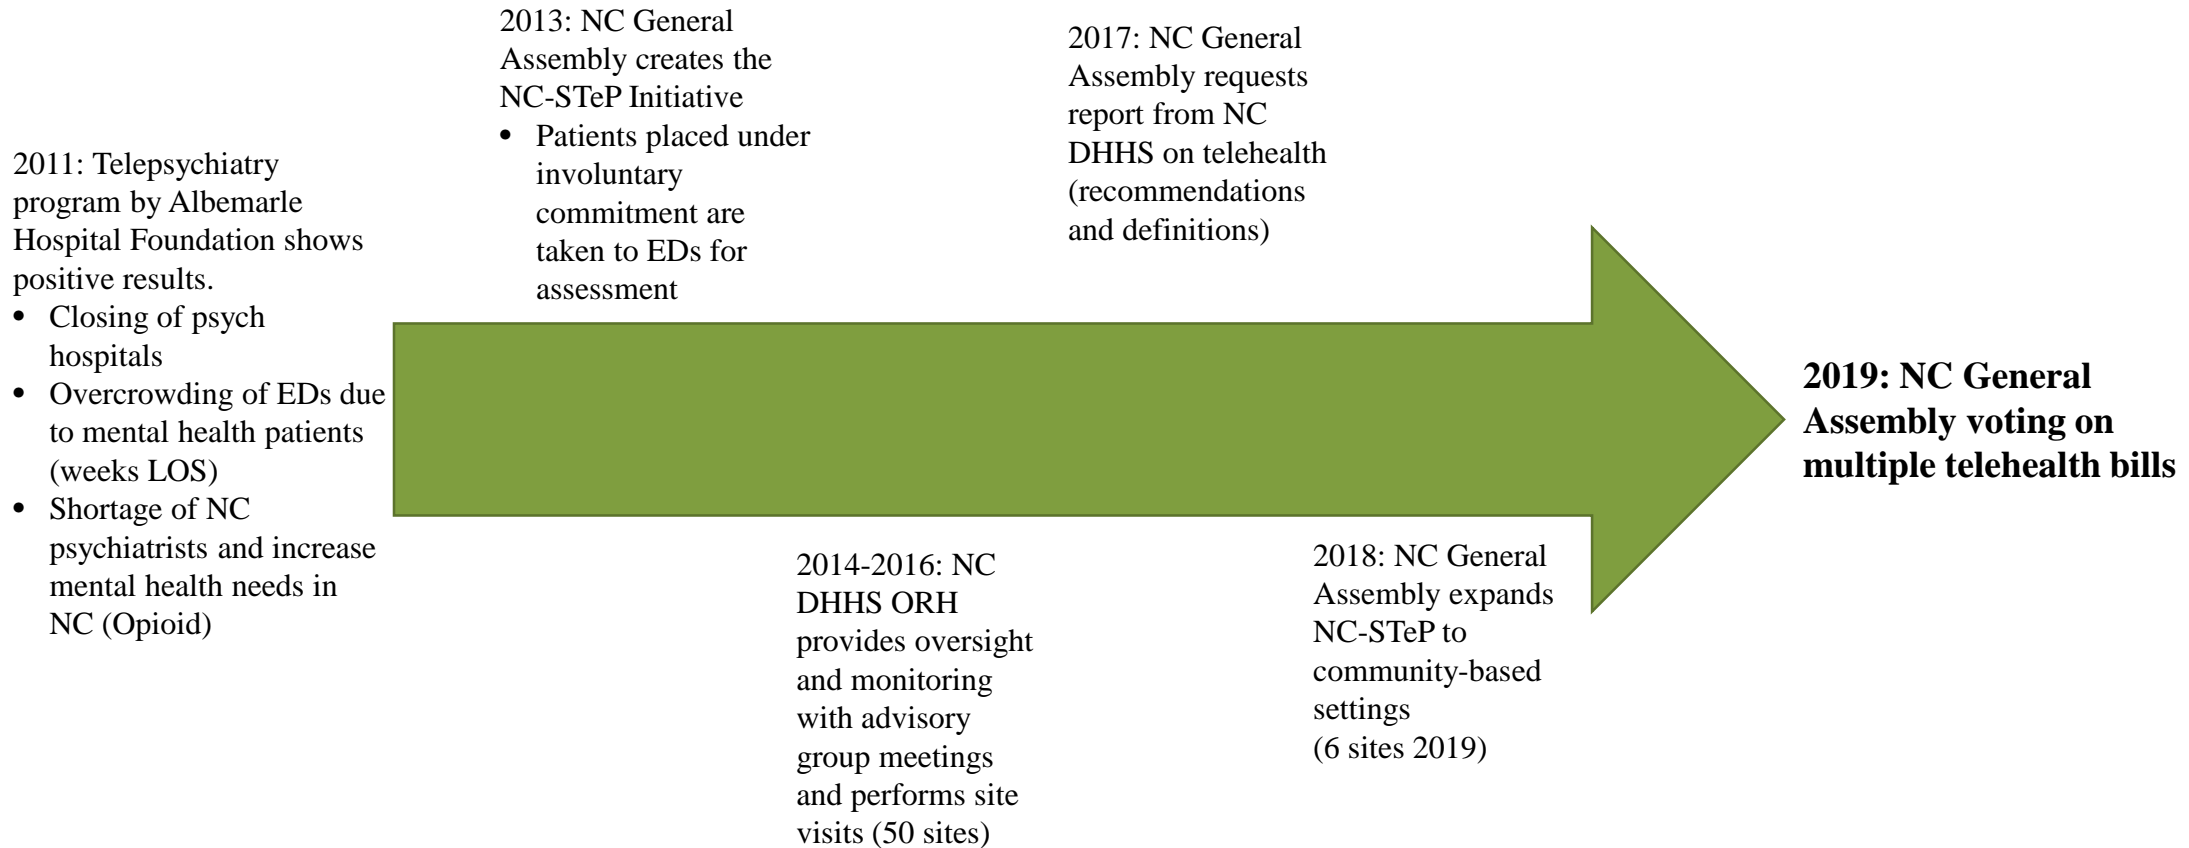 2011: Telepsychiatry
program by Albemarle
Hospital Foundation shows
positive results.
• Closing of psych
hospitals
• Overcrowding of EDs due
to mental health patients
(weeks LOS)
• Shortage of NC
psychiatrists and increase
mental health needs in
NC (Opioid)
2013: NC General
Assembly creates the
NC-STeP Initiative
• Patients placed under
involuntary
commitment are
taken to EDs for
assessment
2014-2016: NC
DHHS ORH
provides oversight
and monitoring
with advisory
group meetings
and performs site
visits (50 sites)
2017: NC General
Assembly requests
report from NC
DHHS on telehealth
(recommendations
and definitions)
2018: NC General
Assembly expands
NC-STeP to
community-based
settings
(6 sites 2019)
2019: NC General
Assembly voting on
multiple telehealth bills